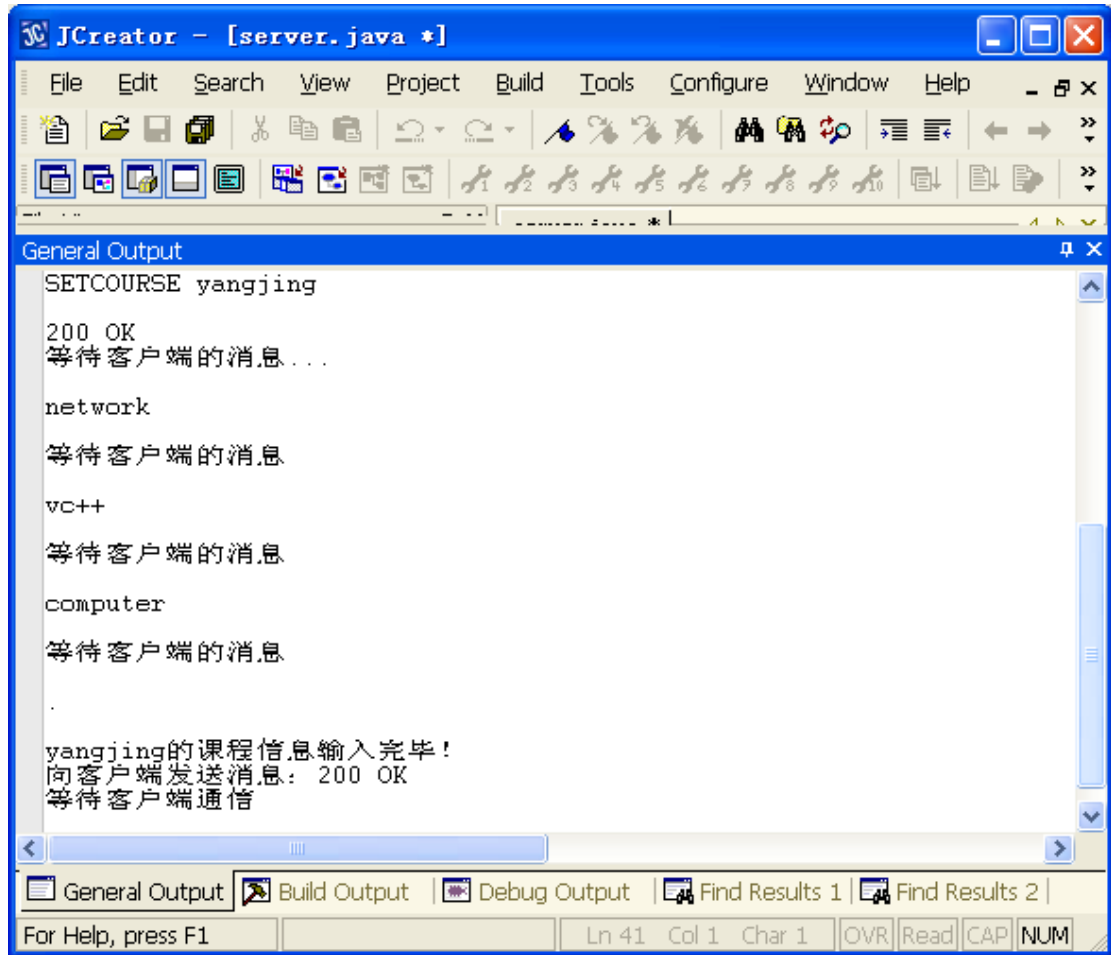 JCreator - [server.java *]
File Edit Search View Project Build Tools Configure Window Help
General Output
SETCOURSE yangjing
200 OK
等待客户端的消息...
network
等待客户端的消息
vc++
等待客户端的消息
computer
等待客户端的消息
.
yangjing的课程信息输入完毕!
向客户端发送消息: 200 OK
等待客户端通信
General Output Build Output Debug Output Find Results 1 Find Results 2
For Help, press F1 Ln 41 Col 1 Char 1 OVR Read CAP NUM